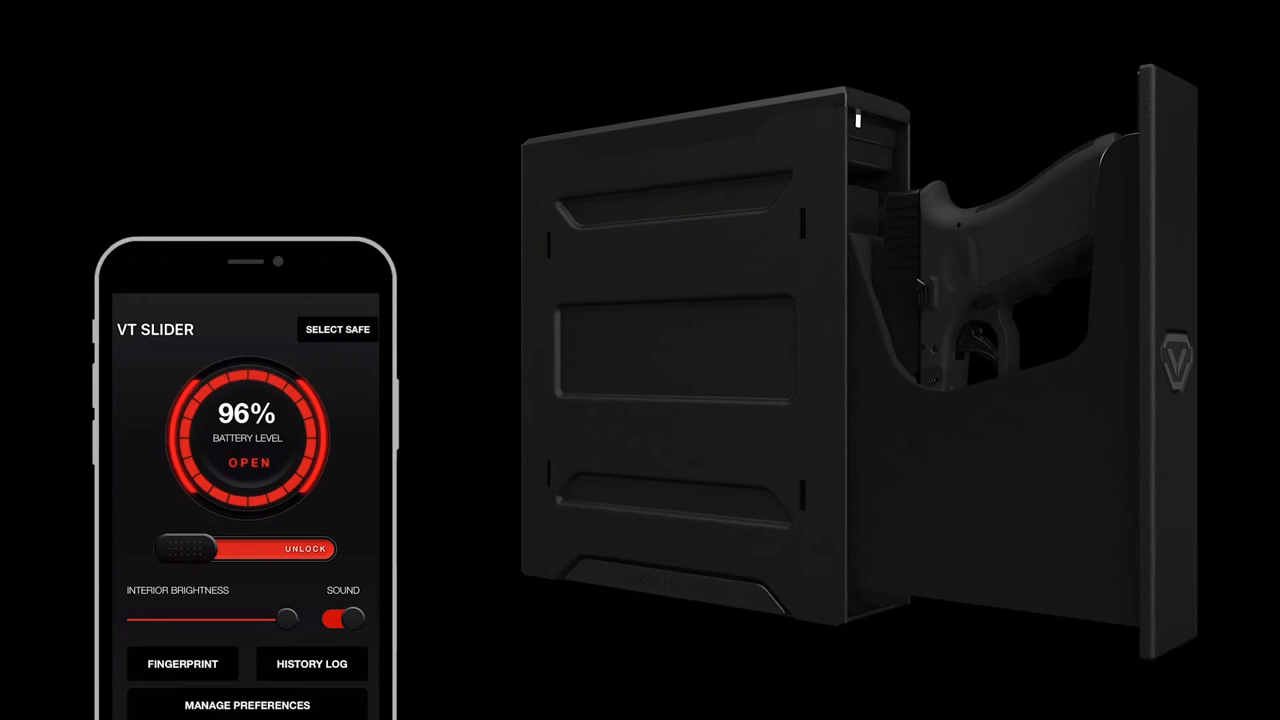 VT SLIDER
SELECT SAFE
96%
BATTERY LEVEL
OPEN
UNLOCK
INTERIOR BRIGHTNESS
SOUND
FINGERPRINT
HISTORY LOG
MANAGE PREFERENCES